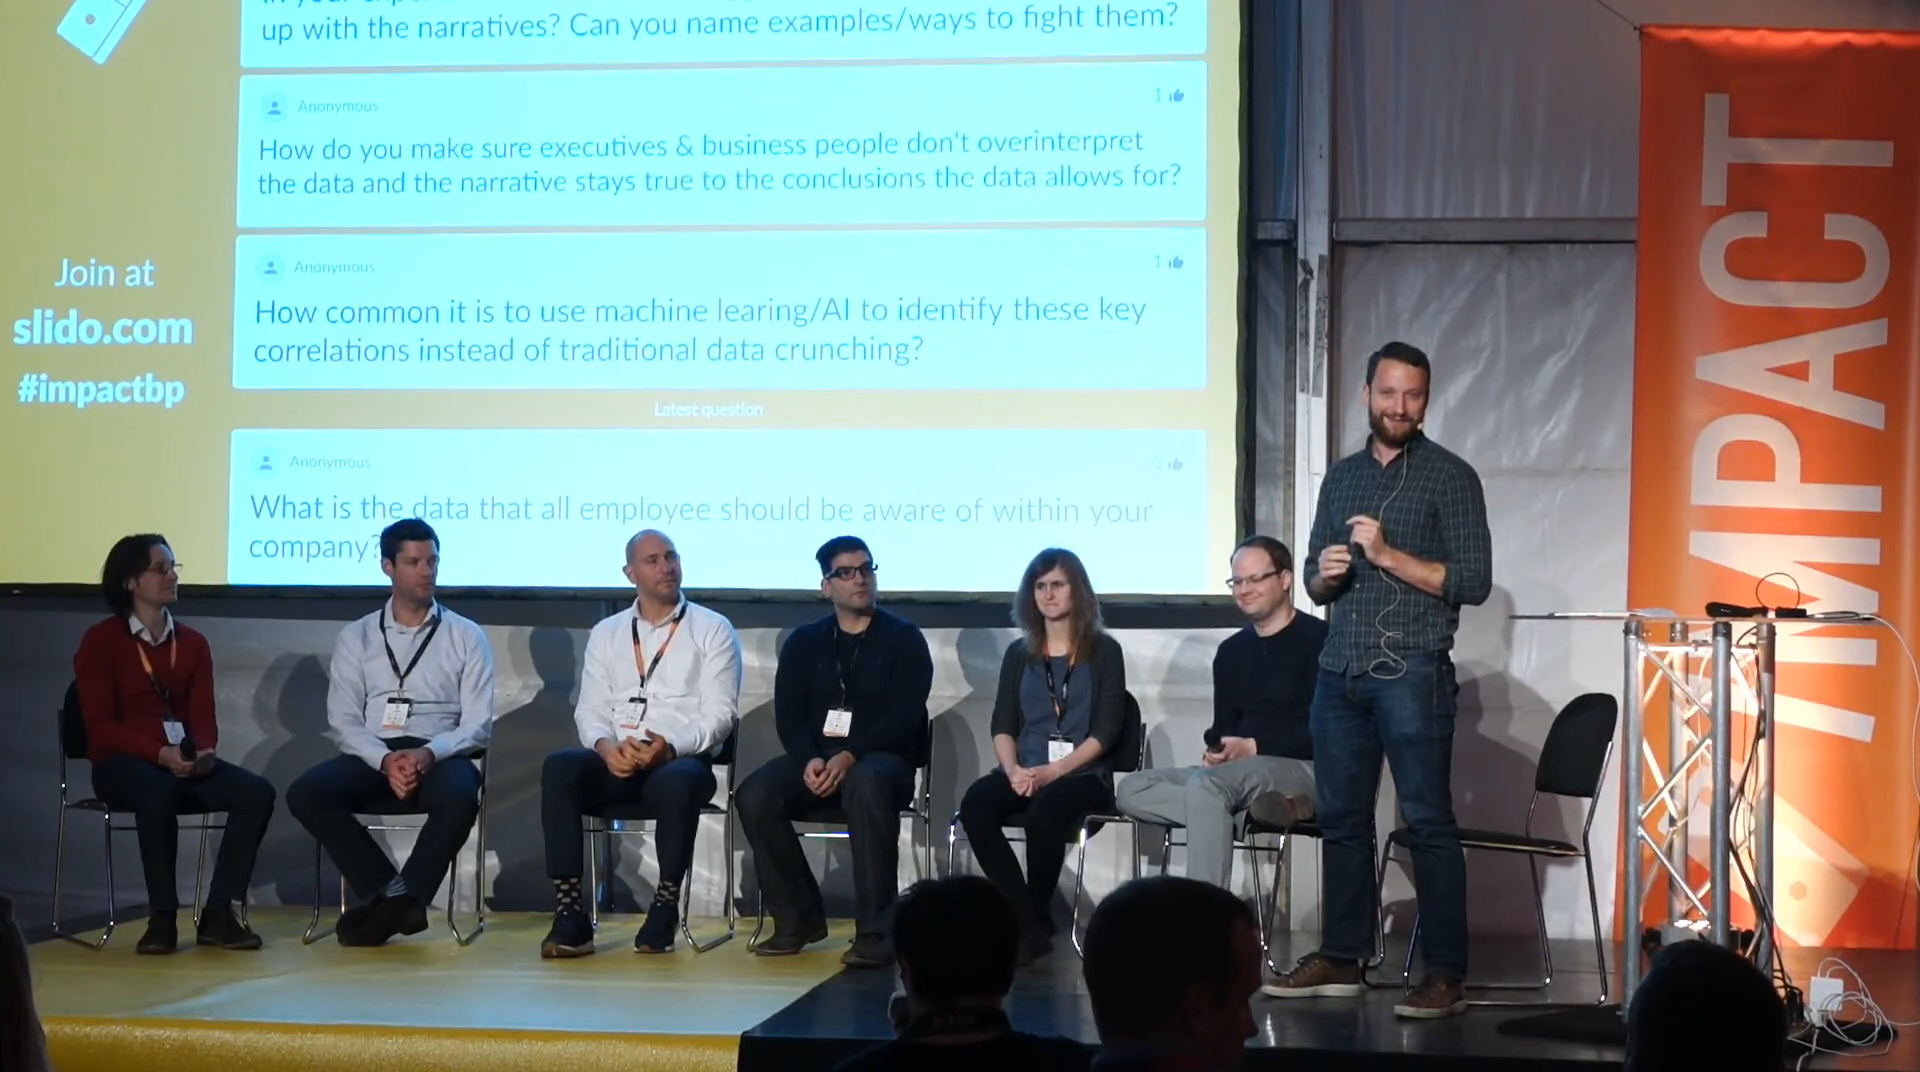 up with the narratives? Can you name examples/ways to fight them?
Anonymous
1
How do you make sure executives & business people don't overinterpret
the data and the narrative stays true to the conclusions the data allows for?
Anonymous
1
How common it is to use machine learing/AI to identify these key
correlations instead of traditional data crunching?
Latest question
Anonymous
0
What is the data that all employee should be aware of within your
company?
Join at
slido.com
#impactbp
IMPACT